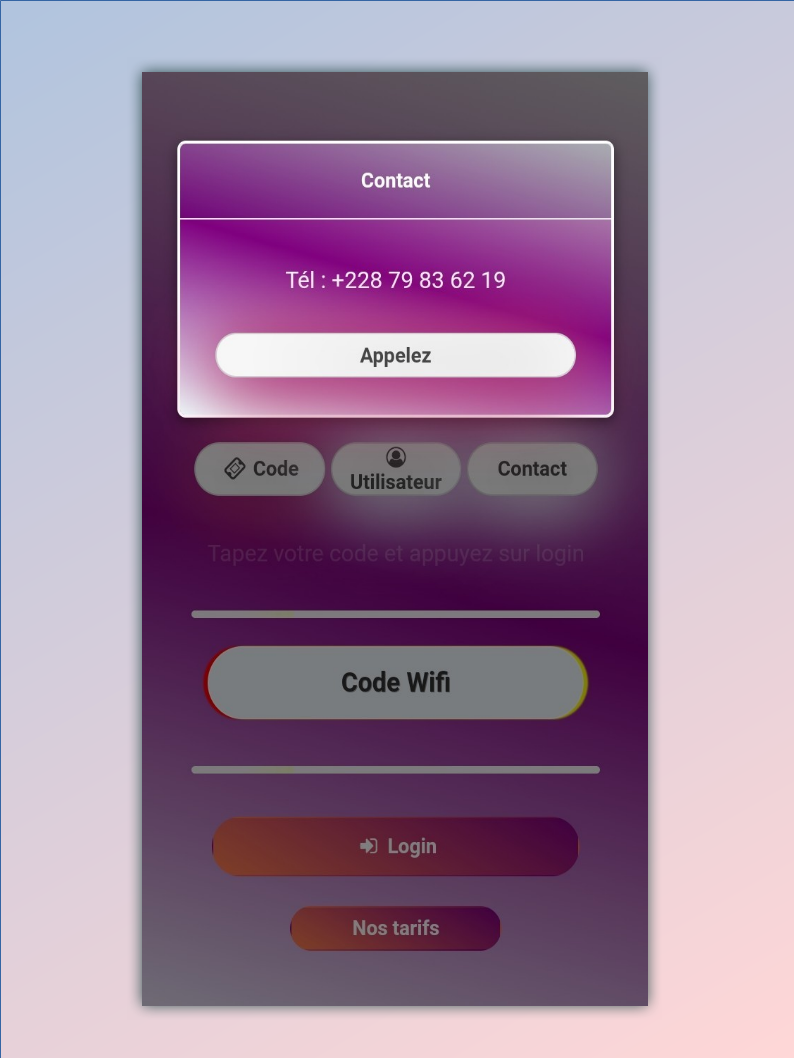 Contact
Tél : +228 79 83 62 19
Appelez
Code
Utilisateur
Contact
Tapez votre code et appuyez sur login
Code Wifi
Login
Nos tarifs